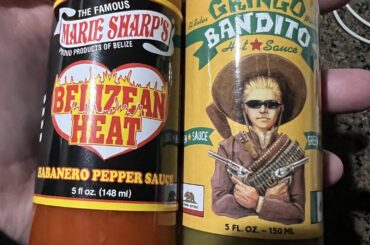 THE FAMOUS
MARIE SHARP'S
PROUD PRODUCTS OF BELIZE
BELIZEAN
HEAT
HABANERO PEPPER SAUCE
5 fl oz. (148 ml)
GRINGO
BANDITO
Hot ★ Sauce
SAUCE
5 FL. OZ - 150 ML